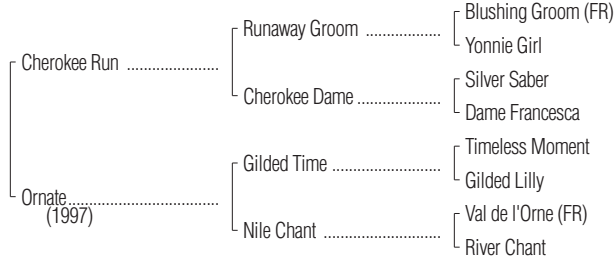 Blushing Groom (FR)
Runaway Groom ..................
Yonnie Girl
Cherokee Run ......................
Silver Saber
Cherokee Dame ....................
Dame Francesca
Timeless Moment
Gilded Time ..........................
Gilded Lilly
Ornate....................................
(1997)
Val de l'Orne (FR)
Nile Chant .........................
River Chant